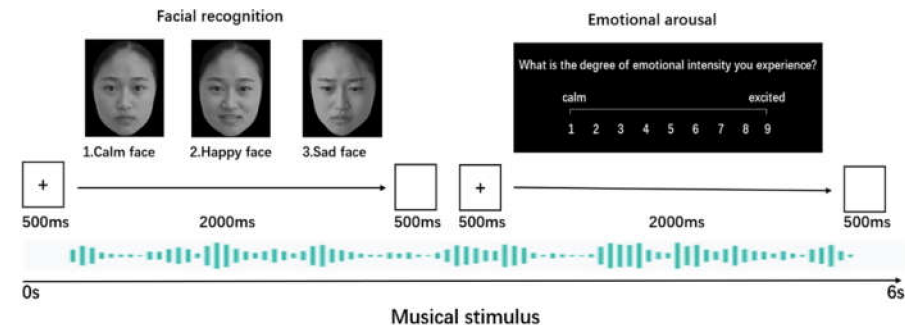 Facial recognition
Emotional arousal
What is the degree of emotional intensity you experience?
calm excited
1 2 3 4 5 6 7 8 9
1.Calm face 2.Happy face 3.Sad face
+ +
500ms 2000ms 500ms 500ms 2000ms 500ms
0s 6s
Musical stimulus